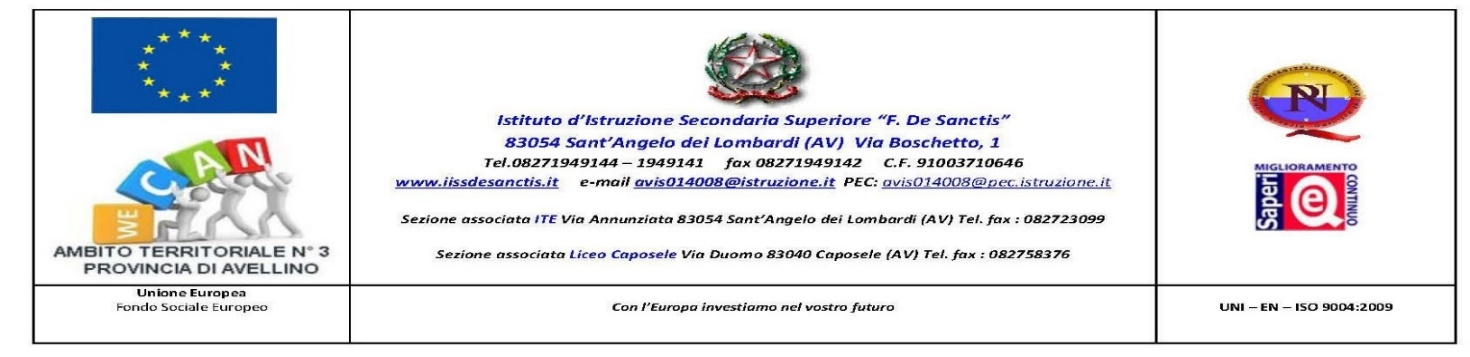 WE CAN
AMBITO TERRITORIALE N° 3
PROVINCIA DI AVELLINO
Unione Europea
Fondo Sociale Europeo
Istituto d'Istruzione Secondaria Superiore "F. De Sanctis"
83054 Sant'Angelo dei Lombardi (AV) Via Boschetto, 1
Tel.08271949144 – 1949141 fax 08271949142 C.F. 91003710646
www.iissdesanctis.it e-mail avis014008@istruzione.it PEC: avis014008@pec.istruzione.it
Sezione associata ITE Via Annunziata 83054 Sant'Angelo dei Lombardi (AV) Tel. fax : 082723099
Sezione associata Liceo Caposele Via Duomo 83040 Caposele (AV) Tel. fax : 082758376
Con l'Europa investiamo nel vostro futuro
MIGLIORAMENTO
CONTINUO
Saperi
UNI – EN – ISO 9004:2009